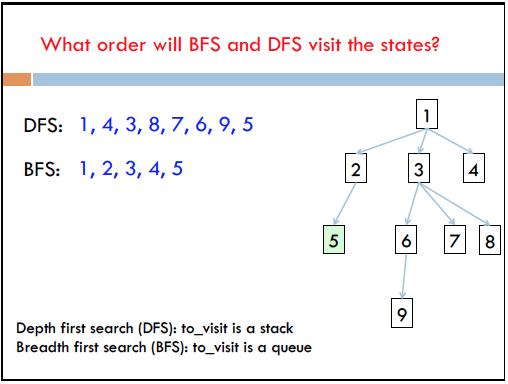 What order will BFS and DFS visit the states?
DFS: 1, 4, 3, 8, 7, 6, 9, 5
BFS: 1, 2, 3, 4, 5
1
2 3 4
5 6 7 8
9
Depth first search (DFS): to_visit is a stack
Breadth first search (BFS): to_visit is a queue